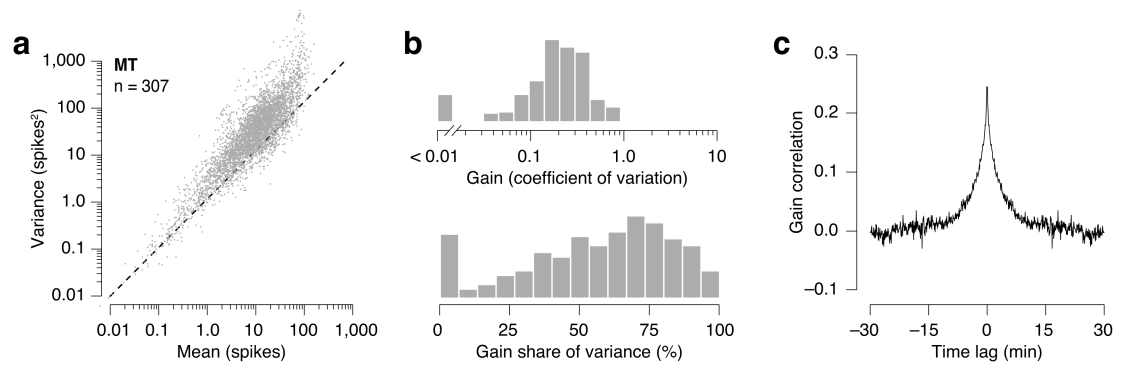 a
MT
n = 307
Variance (spikes²)
1,000
100
10
1.0
0.1
0.01
0.01 0.1 1.0 10 100 1,000
Mean (spikes)
b
< 0.01 0.1 1.0 10
Gain (coefficient of variation)
0 25 50 75 100
Gain share of variance (%)
c
Gain correlation
0.3
0.2
0.1
0.0
–0.1
–30 –15 0 15 30
Time lag (min)